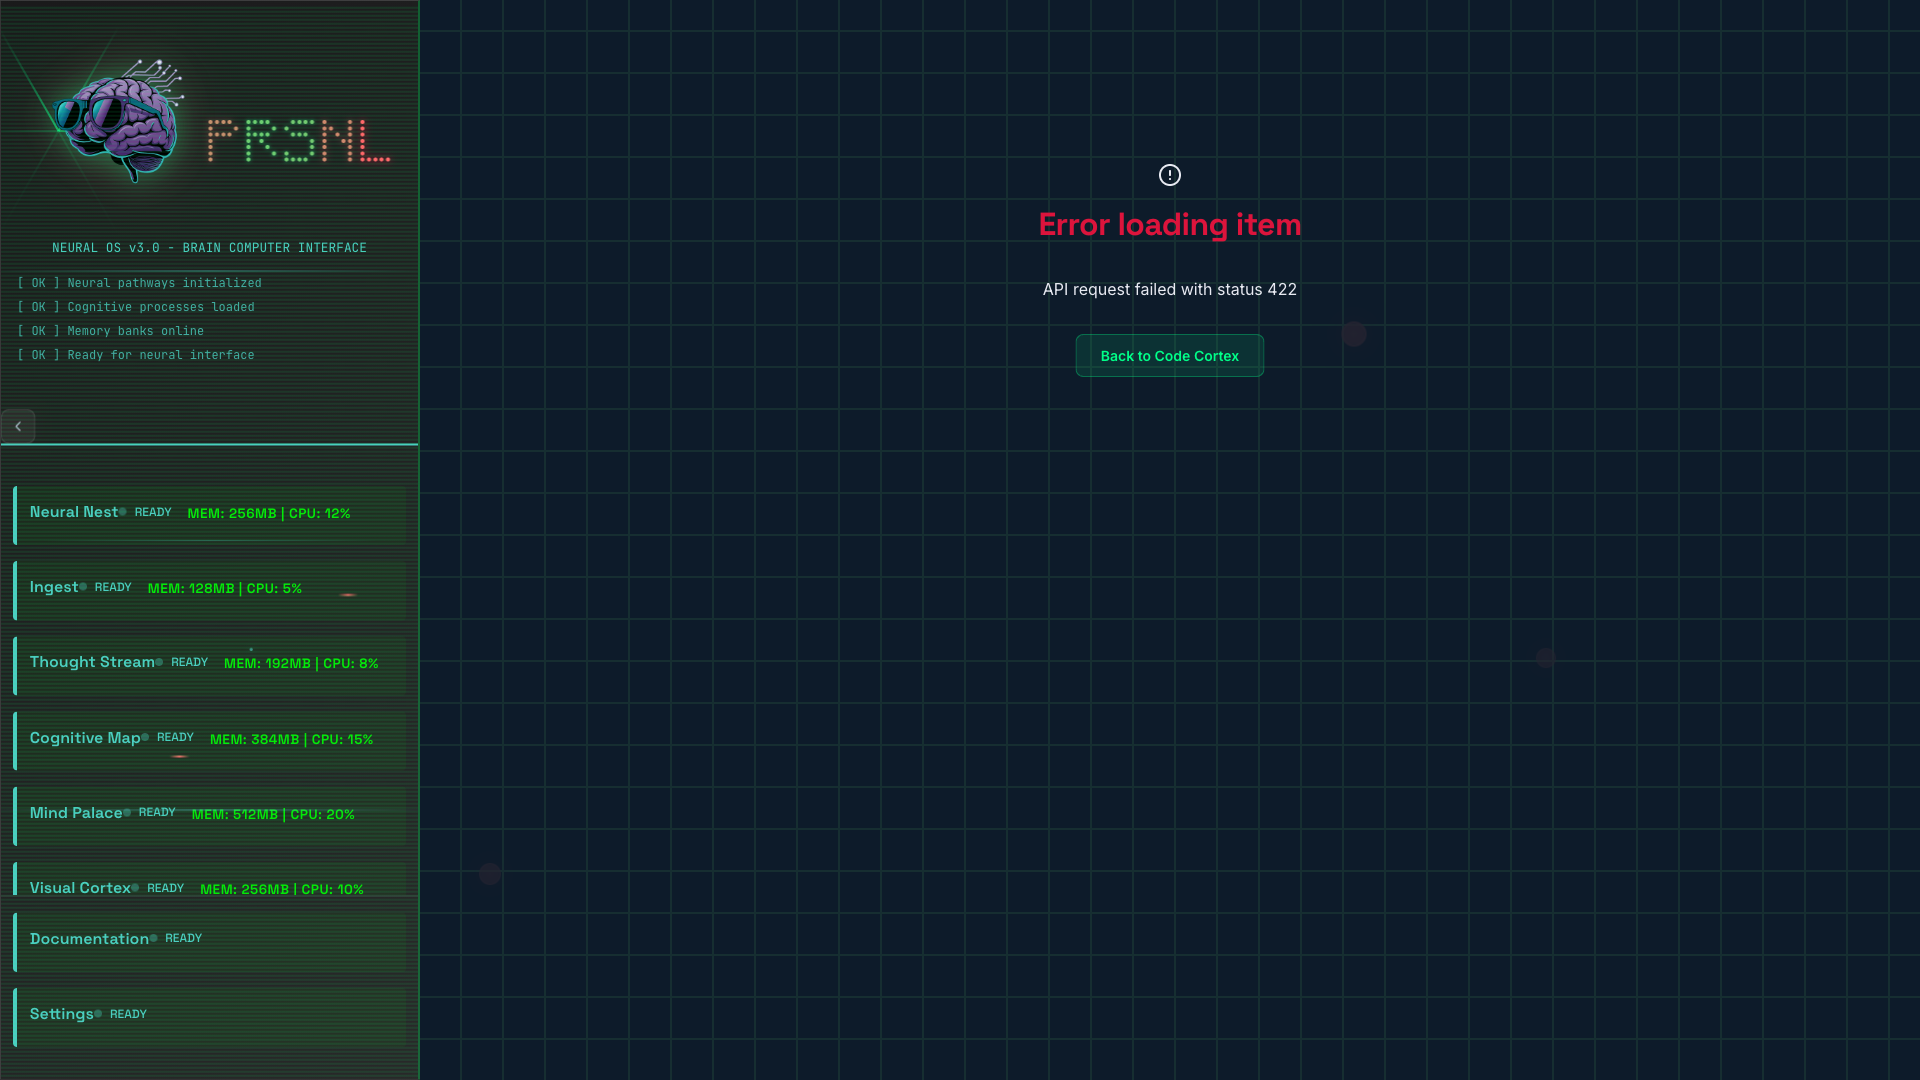 PRSNL
NEURAL OS v3.0 - BRAIN COMPUTER INTERFACE
[ OK ] Neural pathways initialized
[ OK ] Cognitive processes loaded
[ OK ] Memory banks online
[ OK ] Ready for neural interface
Neural Nest READY MEM: 256MB | CPU: 12%
Ingest READY MEM: 128MB | CPU: 5%
Thought Stream READY MEM: 192MB | CPU: 8%
Cognitive Map READY MEM: 384MB | CPU: 15%
Mind Palace READY MEM: 512MB | CPU: 20%
Visual Cortex READY MEM: 256MB | CPU: 10%
Documentation READY
Settings READY
Error loading item
API request failed with status 422
Back to Code Cortex